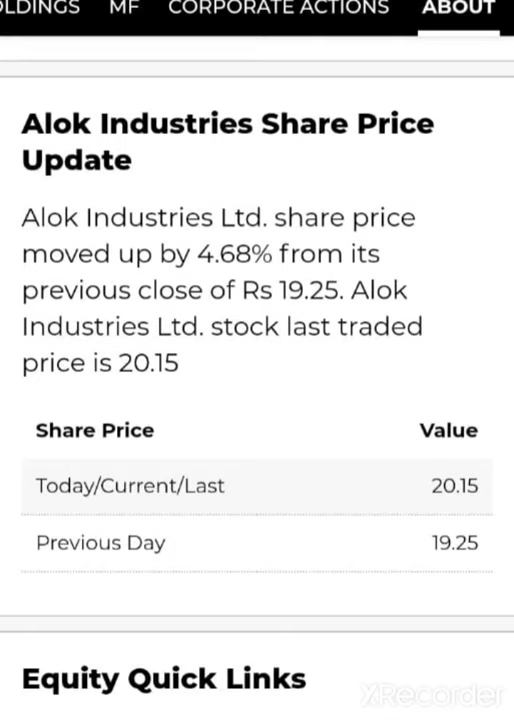 OLDINGS MF CORPORATE ACTIONS ABOUT
Alok Industries Share Price
Update
Alok Industries Ltd. share price
moved up by 4.68% from its
previous close of Rs 19.25. Alok
Industries Ltd. stock last traded
price is 20.15
Share Price Value
Today/Current/Last 20.15
Previous Day 19.25
Equity Quick Links
XRecorder